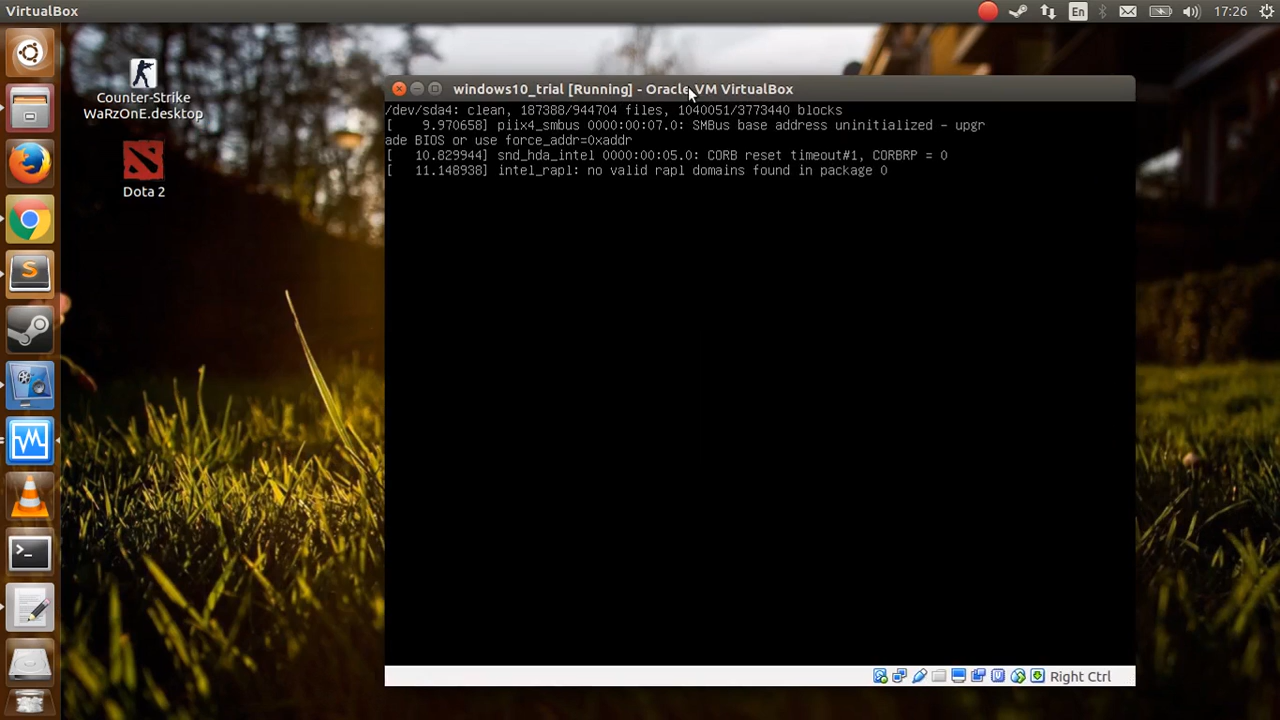 VirtualBox
En
17:26
Counter-Strike
WaRzOnE.desktop
Dota 2
windows10_trial [Running] - Oracle VM VirtualBox
/dev/sda4: clean, 187388/944704 files, 1040051/3773440 blocks
[    9.970658] piix4_smbus 0000:00:07.0: SMBus base address uninitialized - upgr
ade BIOS or use force_addr=0xaddr
[   10.829944] snd_hda_intel 0000:00:05.0: CORB reset timeout#1, CORBRP = 0
[   11.148938] intel_rapl: no valid rapl domains found in package 0
Right Ctrl